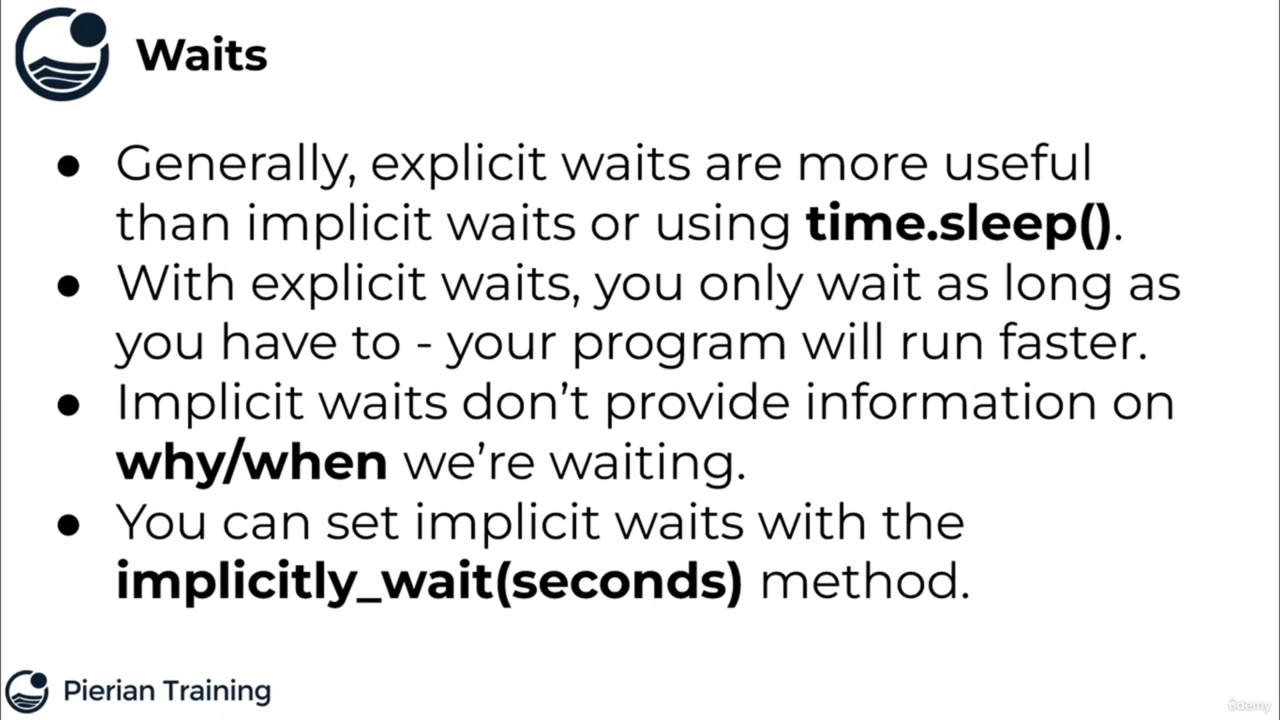 Waits
● Generally, explicit waits are more useful
than implicit waits or using time.sleep().
● With explicit waits, you only wait as long as
you have to - your program will run faster.
● Implicit waits don’t provide information on
why/when we’re waiting.
● You can set implicit waits with the
implicitly_wait(seconds) method.
Pierian Training
ûdemy